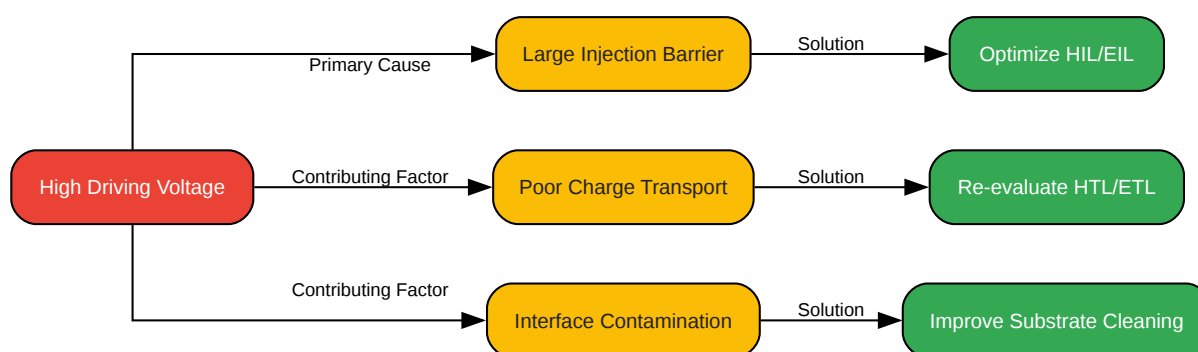 Large Injection Barrier
Solution
Optimize HIL/EIL
Primary Cause
High Driving Voltage
Contributing Factor
Poor Charge Transport
Solution
Re-evaluate HTL/ETL
Contributing Factor
Interface Contamination
Solution
Improve Substrate Cleaning